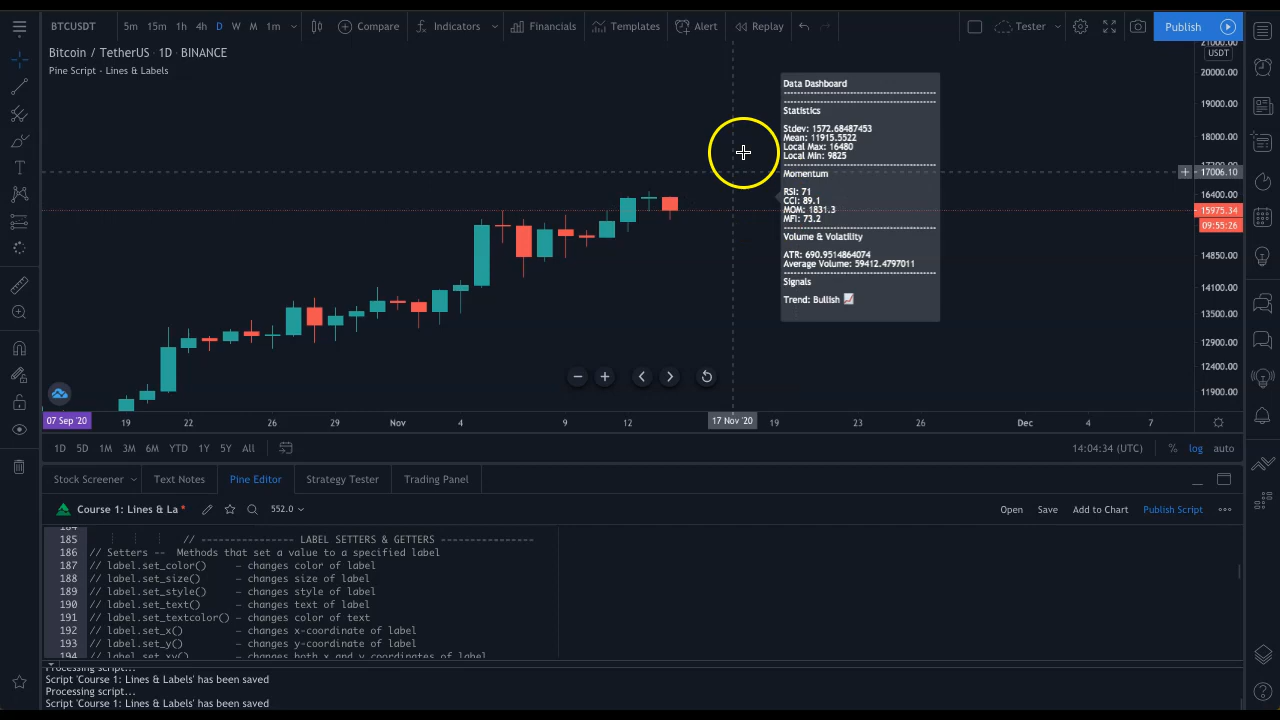 BTCUSDT 5m 15m 1h 4h D W M 1m Compare Indicators Financials Templates Alert Replay Tester Publish
Bitcoin / TetherUS · 1D · BINANCE
Pine Script - Lines & Labels
21000.00
USDT
20000.00
19000.00
18000.00
17006.10
16400.00
15975.34
09:55:26
14850.00
14100.00
13500.00
12900.00
12400.00
11900.00
Data Dashboard
Statistics
Stdev: 1572.68487453
Mean: 11915.5522
Local Max: 16480
Local Min: 9825
Momentum
RSI: 71
CCI: 89.1
MOM: 1831.3
MFI: 73.2
Volume & Volatility
ATR: 690.9514864074
Average Volume: 59412.4797011
Signals
Trend: Bullish 📈
07 Sep '20 19 22 26 29 Nov 4 9 12 17 Nov '20 19 23 26 Dec 4 7
1D 5D 1M 3M 6M YTD 1Y 5Y All 14:04:34 (UTC) % log auto
Stock Screener Text Notes Pine Editor Strategy Tester Trading Panel
Course 1: Lines & La * 552.0 Open Save Add to Chart Publish Script
184
185 // ---------------- LABEL SETTERS & GETTERS ----------------
186 // Setters -- Methods that set a value to a specified label
187 // label.set_color() – changes color of label
188 // label.set_size() – changes size of label
189 // label.set_style() – changes style of label
190 // label.set_text() – changes text of label
191 // label.set_textcolor() – changes color of text
192 // label.set_x() – changes x-coordinate of label
193 // label.set_y() – changes y-coordinate of label
194 // label.set_xy() – changes both x and y coordinates of label
Processing script...
Script 'Course 1: Lines & Labels' has been saved
Processing script...
Script 'Course 1: Lines & Labels' has been saved